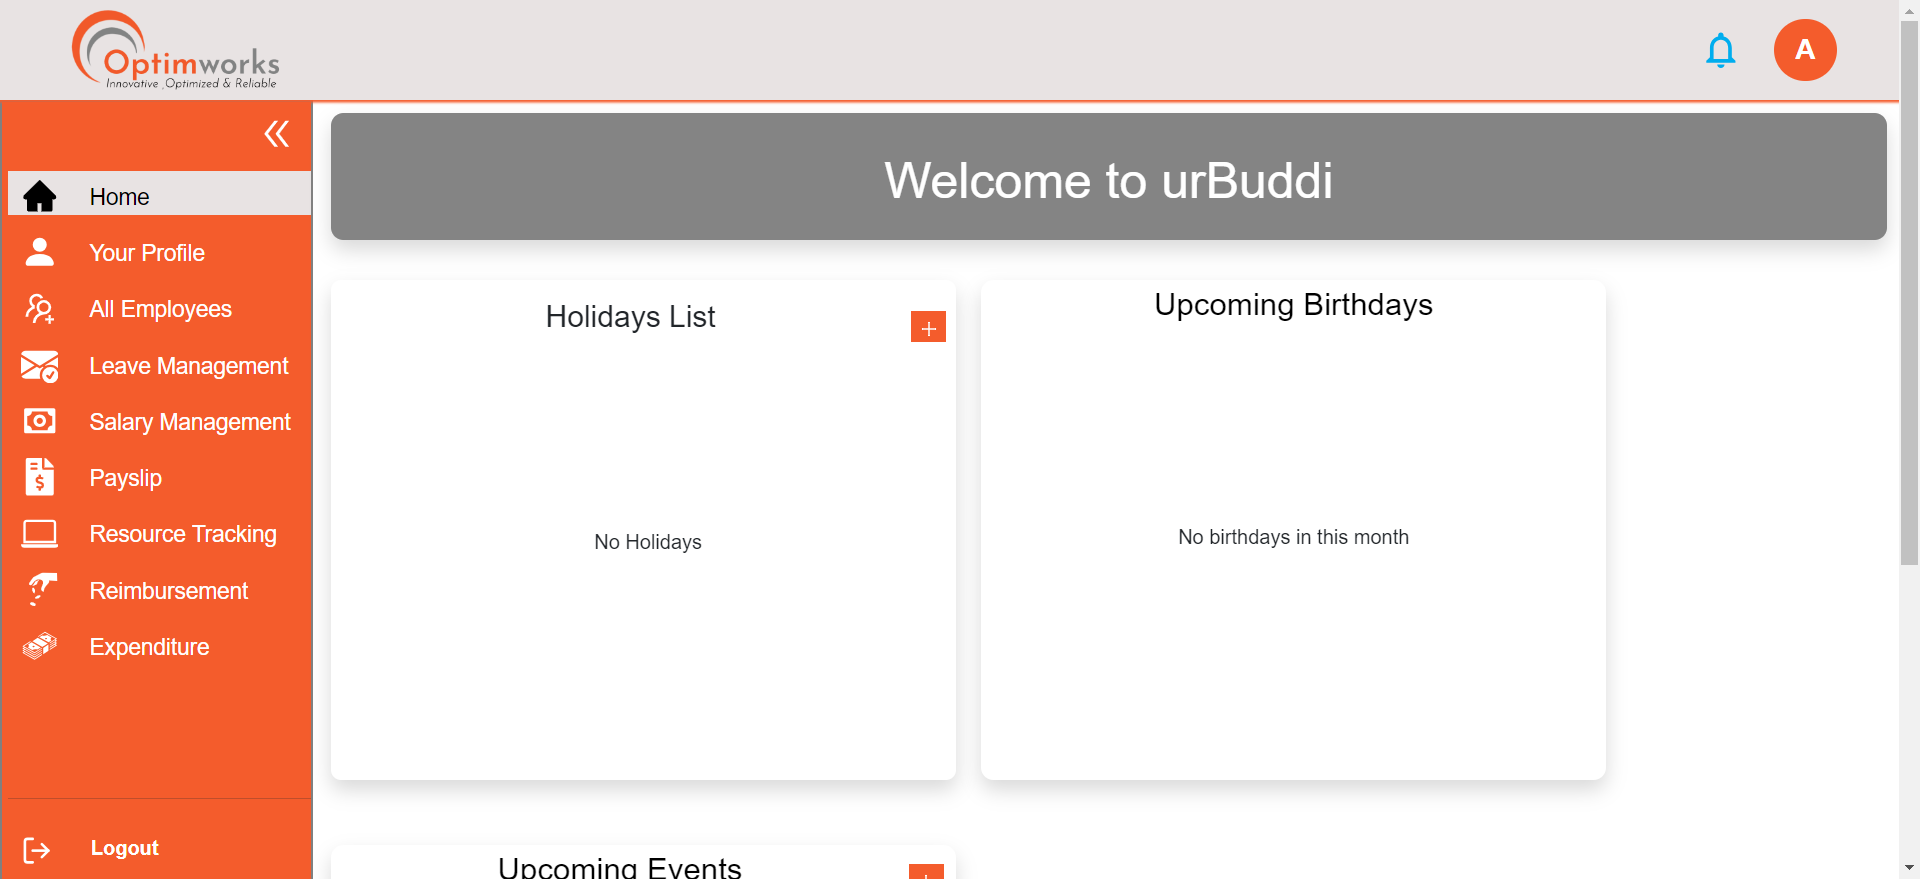 Optimworks
Innovative ,Optimized & Reliable
A
Home
Your Profile
All Employees
Leave Management
Salary Management
Payslip
Resource Tracking
Reimbursement
Expenditure
Logout
Welcome to urBuddi
Holidays List
+
No Holidays
Upcoming Birthdays
No birthdays in this month
Upcoming Events
+